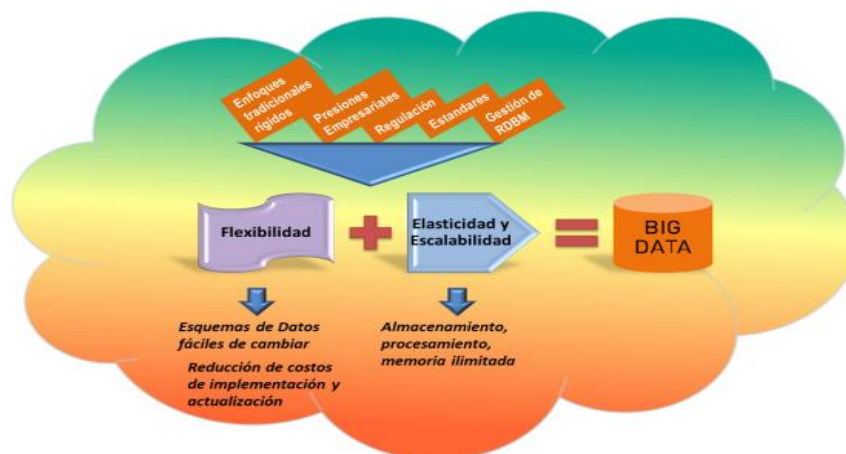 Enfoques
tradicionales
rígidos
Presiones
Empresariales
Regulación
Estandares
Gestión de
RDBM
Flexibilidad
Elasticidad y
Escalabilidad
BIG
DATA
Esquemas de Datos
fáciles de cambiar
Reducción de costos
de implementación y
actualización
Almacenamiento,
procesamiento,
memoria ilimitada